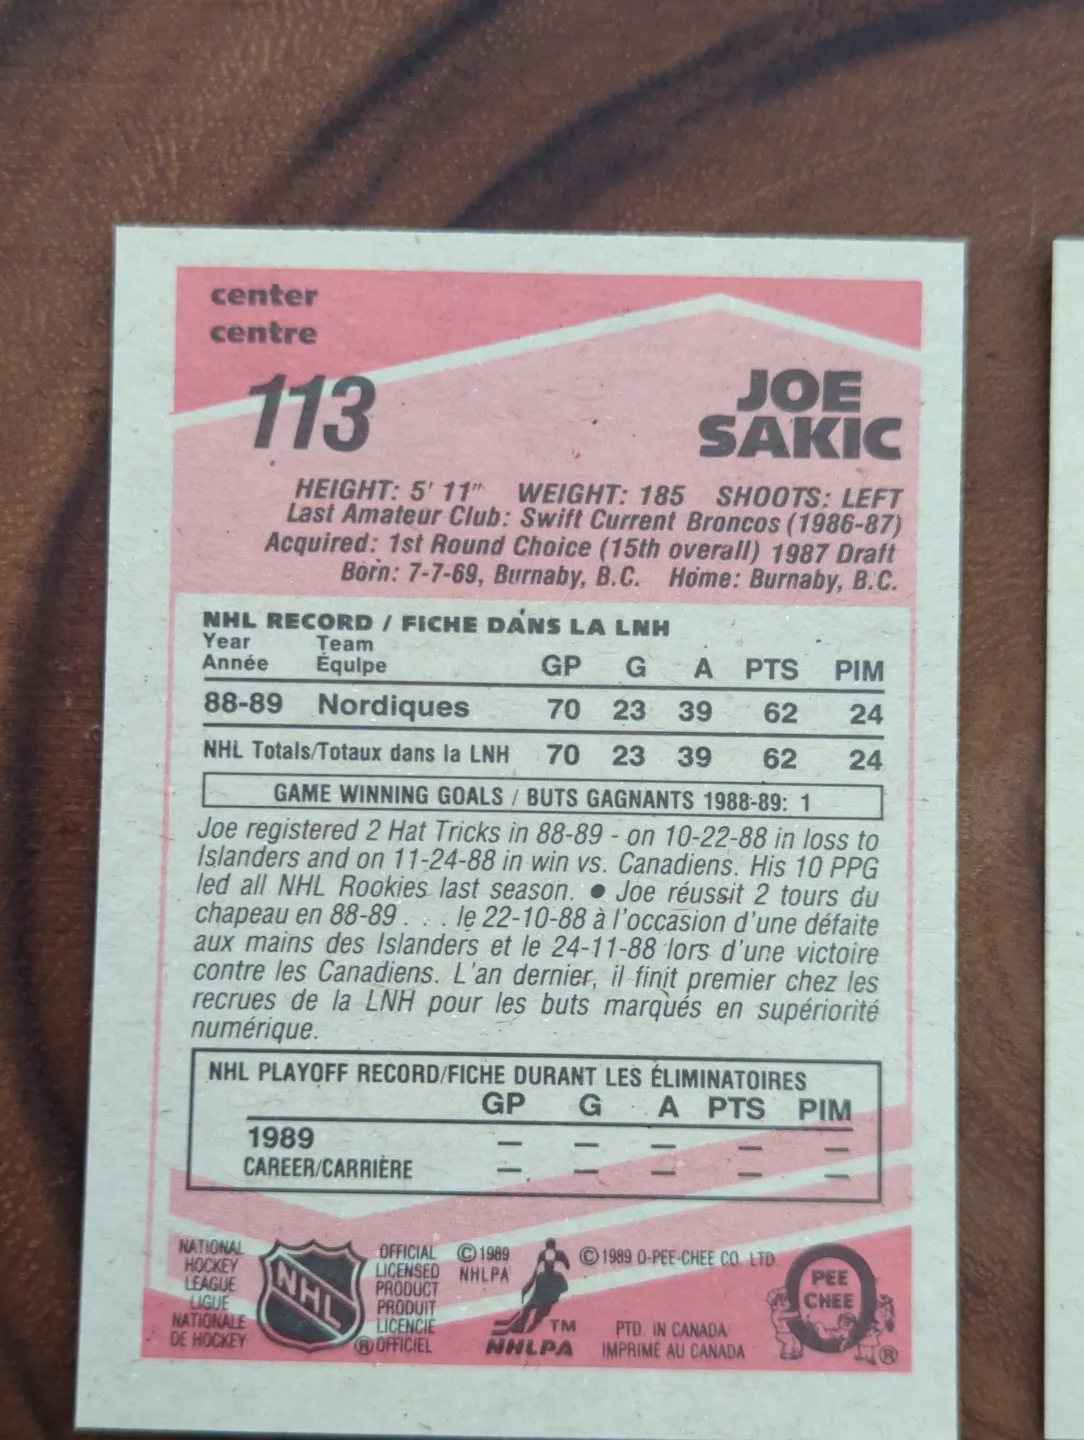 center
centre
113
JOE
SAKIC
HEIGHT: 5' 11" WEIGHT: 185 SHOOTS: LEFT
Last Amateur Club: Swift Current Broncos (1986-87)
Acquired: 1st Round Choice (15th overall) 1987 Draft
Born: 7-7-69, Burnaby, B.C. Home: Burnaby, B.C.
NHL RECORD / FICHE DANS LA LNH
Year Team
Année Équipe GP G A PTS PIM
88-89 Nordiques 70 23 39 62 24
NHL Totals/Totaux dans la LNH 70 23 39 62 24
GAME WINNING GOALS / BUTS GAGNANTS 1988-89: 1
Joe registered 2 Hat Tricks in 88-89 - on 10-22-88 in loss to
Islanders and on 11-24-88 in win vs. Canadiens. His 10 PPG
led all NHL Rookies last season. ● Joe réussit 2 tours du
chapeau en 88-89 . . . le 22-10-88 à l'occasion d'une défaite
aux mains des Islanders et le 24-11-88 lors d'une victoire
contre les Canadiens. L'an dernier, il finit premier chez les
recrues de la LNH pour les buts marqués en supériorité
numérique.
NHL PLAYOFF RECORD/FICHE DURANT LES ÉLIMINATOIRES
GP G A PTS PIM
1989 — — — — —
CAREER/CARRIÈRE — — — — —
NATIONAL
HOCKEY
LEAGUE
LIGUE
NATIONALE
DE HOCKEY
NHL
®
OFFICIAL
LICENSED
PRODUCT
PRODUIT
LICENCIE
OFFICIEL
© 1989
NHLPA
TM
NHLPA
© 1989 O-PEE-CHEE CO. LTD.
PTD. IN CANADA
IMPRIMÉ AU CANADA
PEE
CHEE
®